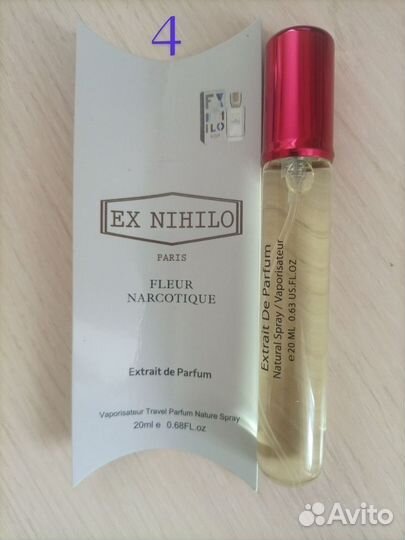 4
EX NIHILO
PARIS
FLEUR
NARCOTIQUE
Extrait de Parfum
Vaporisateur Travel Parfum Nature Spray
20ml e 0.68FL.oz
Extrait De Parfum
Natural Spray / Vaporisateur
e 20 ML 0.63 US.FL.OZ
Avito